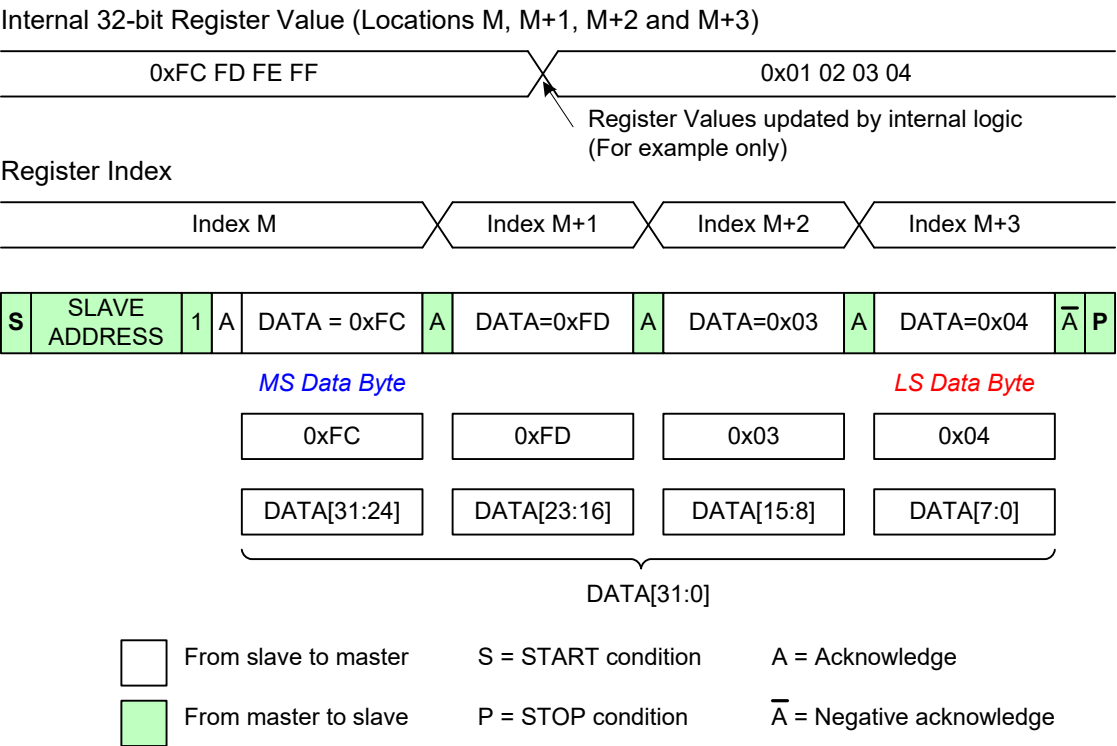 Internal 32-bit Register Value (Locations M, M+1, M+2 and M+3)
0xFC FD FE FF
0x01 02 03 04
Register Values updated by internal logic
(For example only)
Register Index
Index M
Index M+1
Index M+2
Index M+3
S
SLAVE
ADDRESS
1
A
DATA = 0xFC
A
DATA=0xFD
A
DATA=0x03
A
DATA=0x04
A̅
P
MS Data Byte
LS Data Byte
0xFC
0xFD
0x03
0x04
DATA[31:24]
DATA[23:16]
DATA[15:8]
DATA[7:0]
DATA[31:0]
From slave to master
S = START condition
A = Acknowledge
From master to slave
P = STOP condition
A̅ = Negative acknowledge